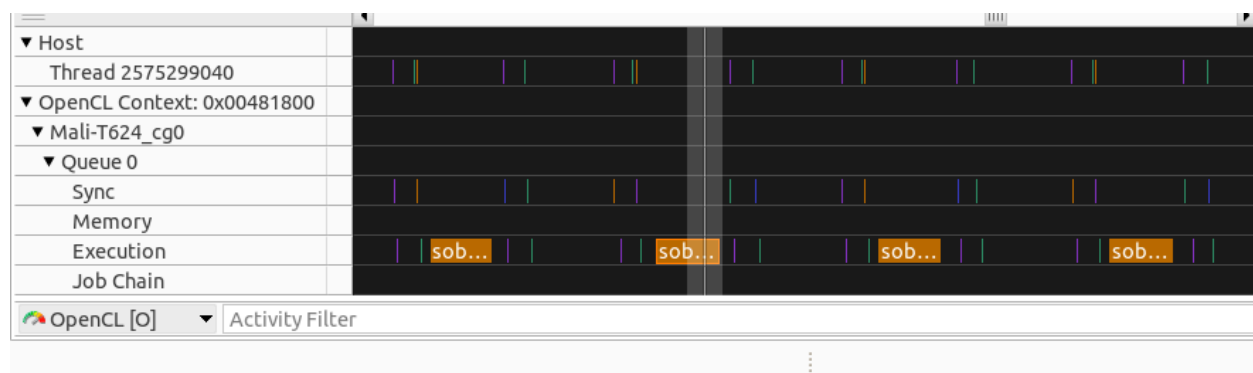 Host
Thread 2575299040
OpenCL Context: 0x00481800
Mali-T624_cg0
Queue 0
Sync
Memory
Execution sob... sob... sob... sob...
Job Chain
OpenCL [O] Activity Filter